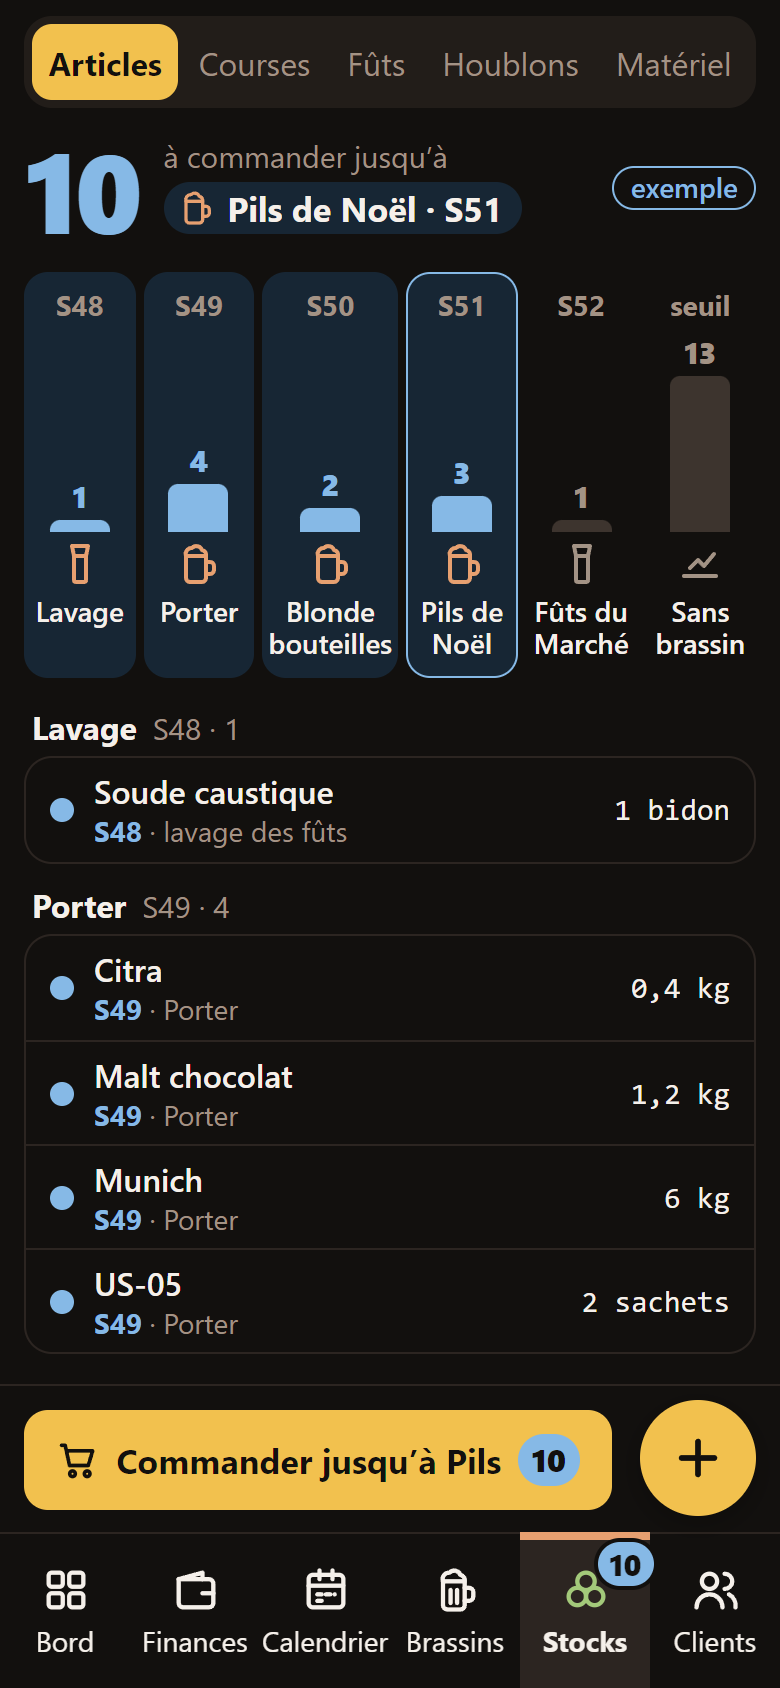 Articles Courses Fûts Houblons Matériel
10
à commander jusqu’à
Pils de Noël · S51
exemple
S48 S49 S50 S51 S52 seuil
1 4 2 3 1 13
Lavage Porter Blonde bouteilles Pils de Noël Fûts du Marché Sans brassin
Lavage S48 · 1
Soude caustique
S48 · lavage des fûts
1 bidon
Porter S49 · 4
Citra
S49 · Porter
0,4 kg
Malt chocolat
S49 · Porter
1,2 kg
Munich
S49 · Porter
6 kg
US-05
S49 · Porter
2 sachets
Commander jusqu’à Pils 10
10
Bord Finances Calendrier Brassins Stocks Clients